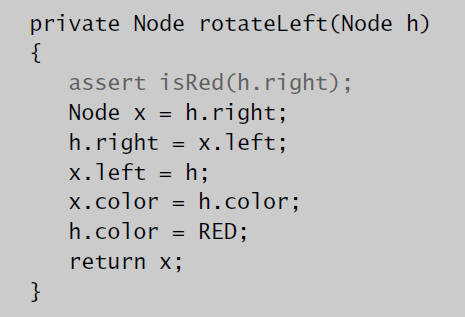 private Node rotateLeft(Node h)
{
assert isRed(h.right);
Node x = h.right;
h.right = x.left;
x.left = h;
x.color = h.color;
h.color = RED;
return x;
}